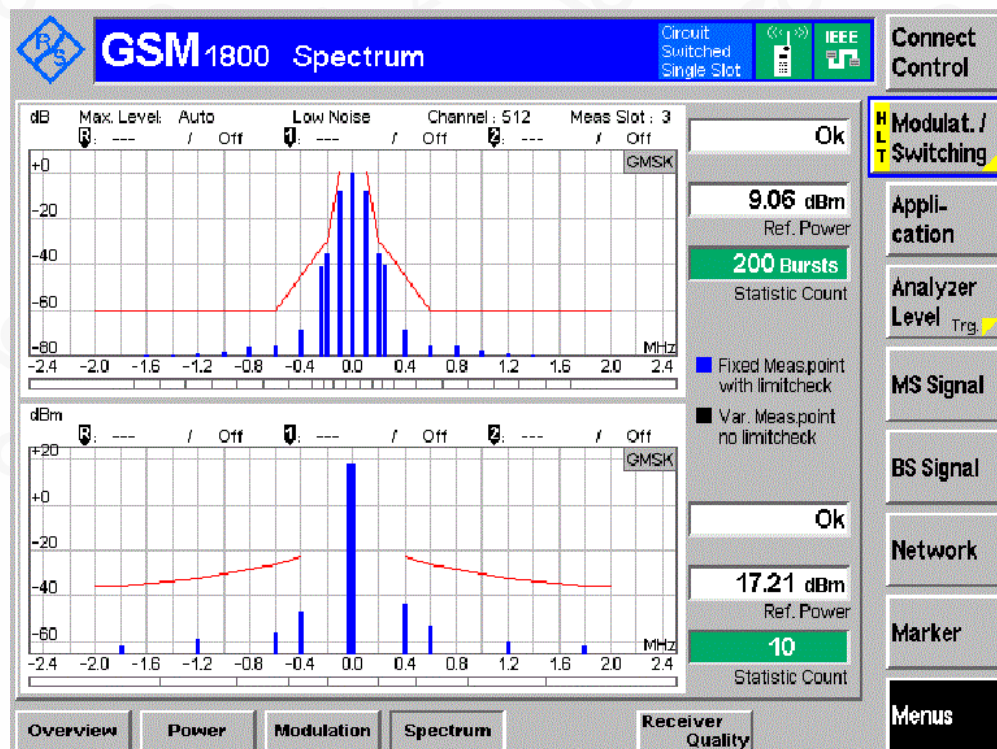 R&S
GSM 1800 Spectrum
Circuit
Switched
Single Slot
IEEE
Connect
Control
dB Max. Level: Auto Low Noise Channel : 512 Meas Slot : 3
R: --- / Off 1: --- / Off 2: --- / Off
+0
-20
-40
-60
-80
GMSK
MHz
-2.4 -2.0 -1.6 -1.2 -0.8 -0.4 0.0 0.4 0.8 1.2 1.6 2.0 2.4
Ok
9.06 dBm
Ref. Power
200 Bursts
Statistic Count
Fixed Meas.point
with limitcheck
Var. Meas.point
no limitcheck
dBm
R: --- / Off 1: --- / Off 2: --- / Off
+20
+0
-20
-40
-60
GMSK
MHz
-2.4 -2.0 -1.6 -1.2 -0.8 -0.4 0.0 0.4 0.8 1.2 1.6 2.0 2.4
Ok
17.21 dBm
Ref. Power
10
Statistic Count
HLT
Modulat. /
Switching
Appli-
cation
Analyzer
Level Trg.
MS Signal
BS Signal
Network
Marker
Menus
Overview
Power
Modulation
Spectrum
Receiver
Quality